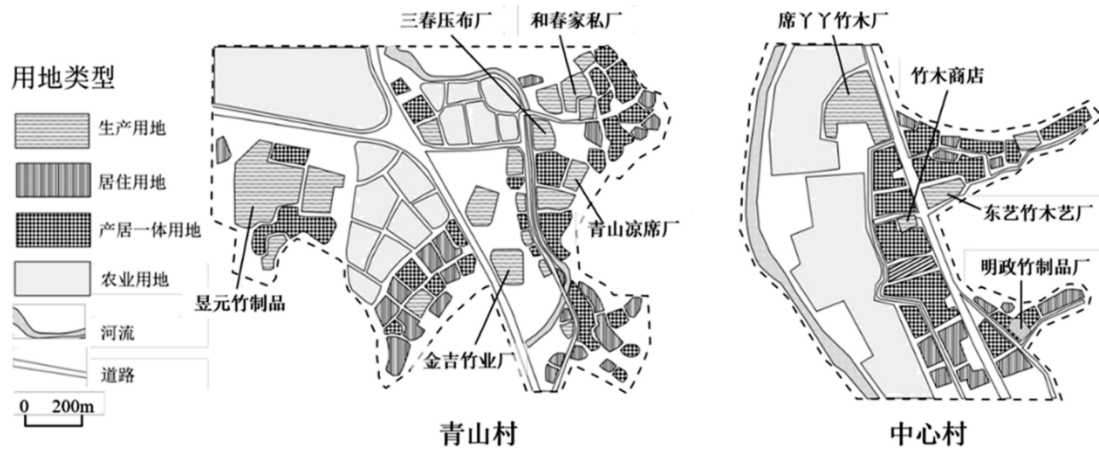 用地类型
生产用地
居住用地
产居一体用地
农业用地
河流
道路
0 200m
三春压布厂
和春家私厂
青山凉席厂
昱元竹制品
金吉竹业厂
青山村
席丫丫竹木厂
竹木商店
东艺竹木艺厂
明政竹制品厂
中心村